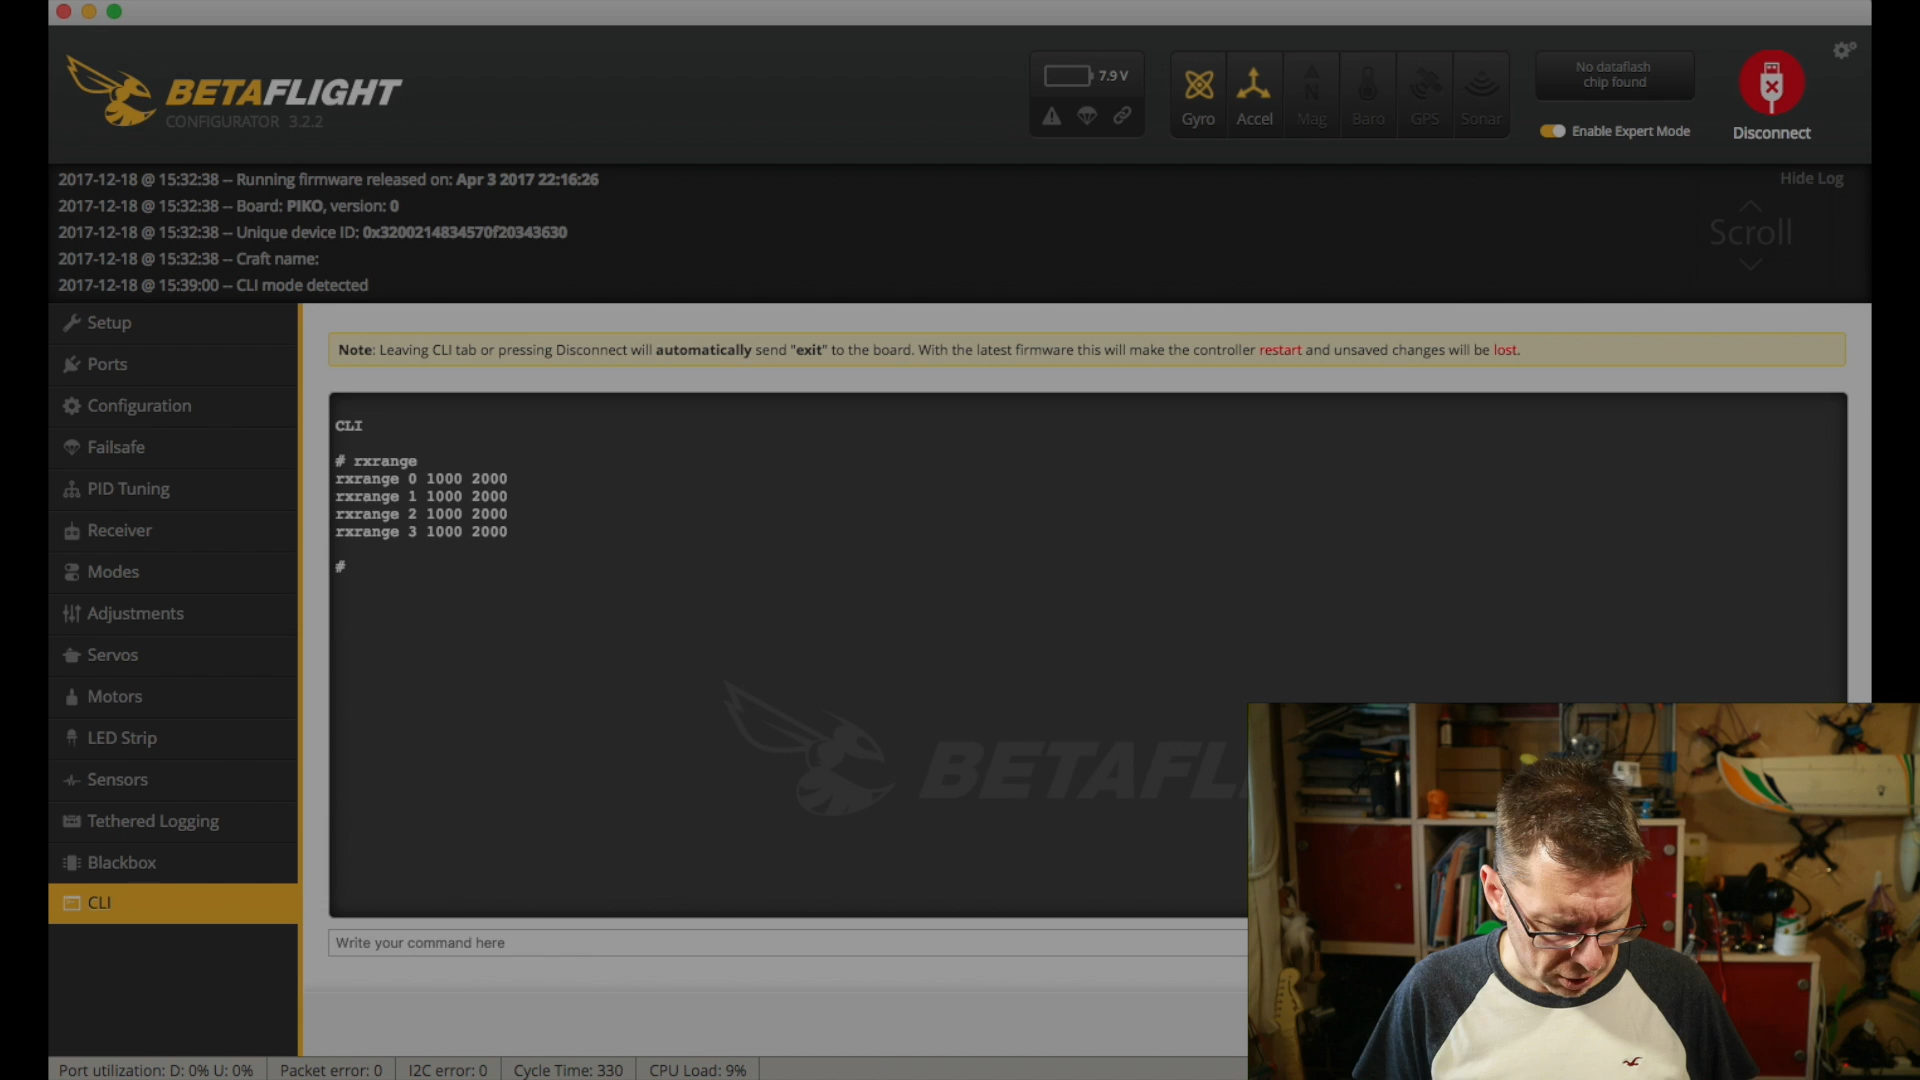 BETAFLIGHT
CONFIGURATOR 3.2.2
7.9 V
Gyro
Accel
Mag
Baro
GPS
Sonar
No dataflash
chip found
Enable Expert Mode
Disconnect
2017-12-18 @ 15:32:38 -- Running firmware released on: Apr 3 2017 22:16:26
2017-12-18 @ 15:32:38 -- Board: PIKO, version: 0
2017-12-18 @ 15:32:38 -- Unique device ID: 0x3200214834570f20343630
2017-12-18 @ 15:32:38 -- Craft name:
2017-12-18 @ 15:39:00 -- CLI mode detected
Hide Log
Scroll
Setup
Ports
Configuration
Failsafe
PID Tuning
Receiver
Modes
Adjustments
Servos
Motors
LED Strip
Sensors
Tethered Logging
Blackbox
CLI
Note: Leaving CLI tab or pressing Disconnect will automatically send "exit" to the board. With the latest firmware this will make the controller restart and unsaved changes will be lost.
CLI
# rxrange
rxrange 0 1000 2000
rxrange 1 1000 2000
rxrange 2 1000 2000
rxrange 3 1000 2000
#
BETAFL
Write your command here
Port utilization: D: 0% U: 0%
Packet error: 0
I2C error: 0
Cycle Time: 330
CPU Load: 9%